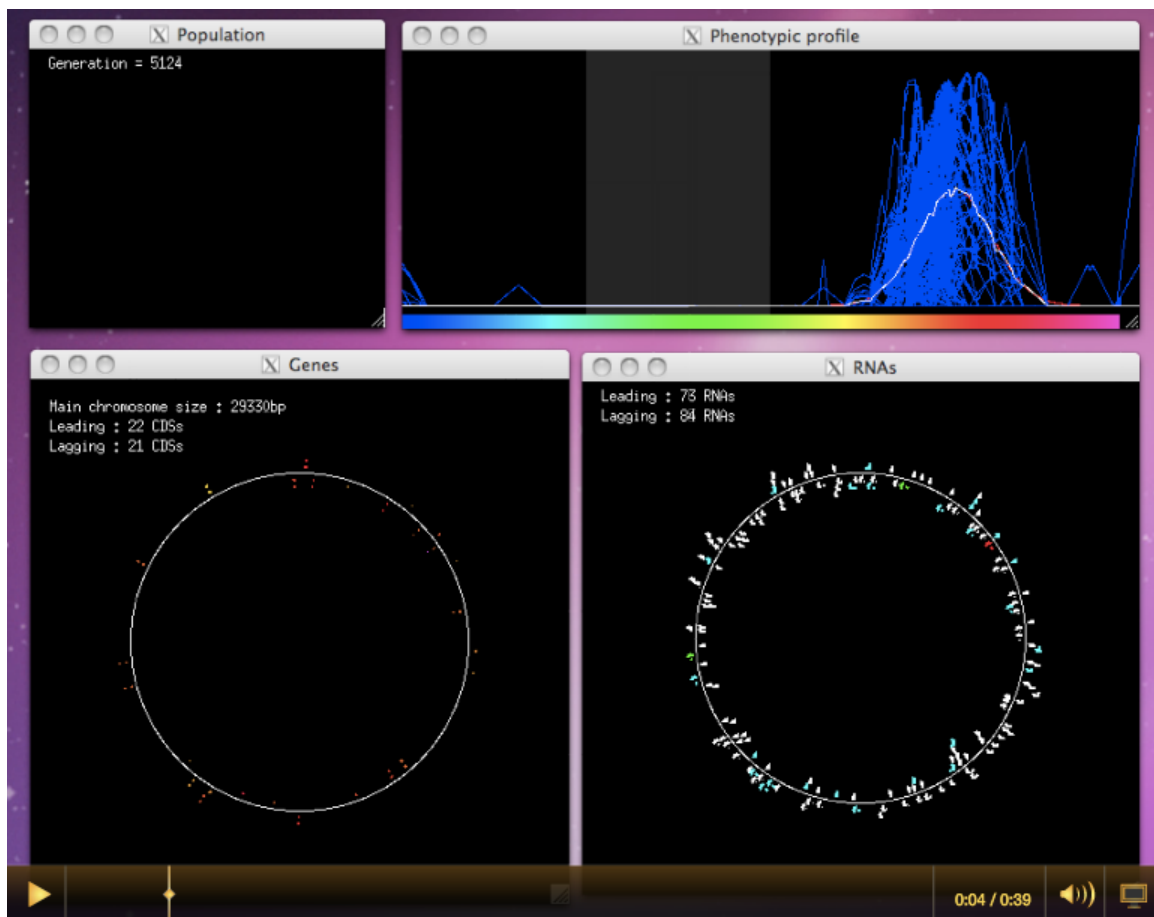 Population
Generation = 5124
Phenotypic profile
Genes
Main chromosome size : 29330bp
Leading : 22 CDSs
Lagging : 21 CDSs
RNAs
Leading : 73 RNAs
Lagging : 84 RNAs
0:04 / 0:39